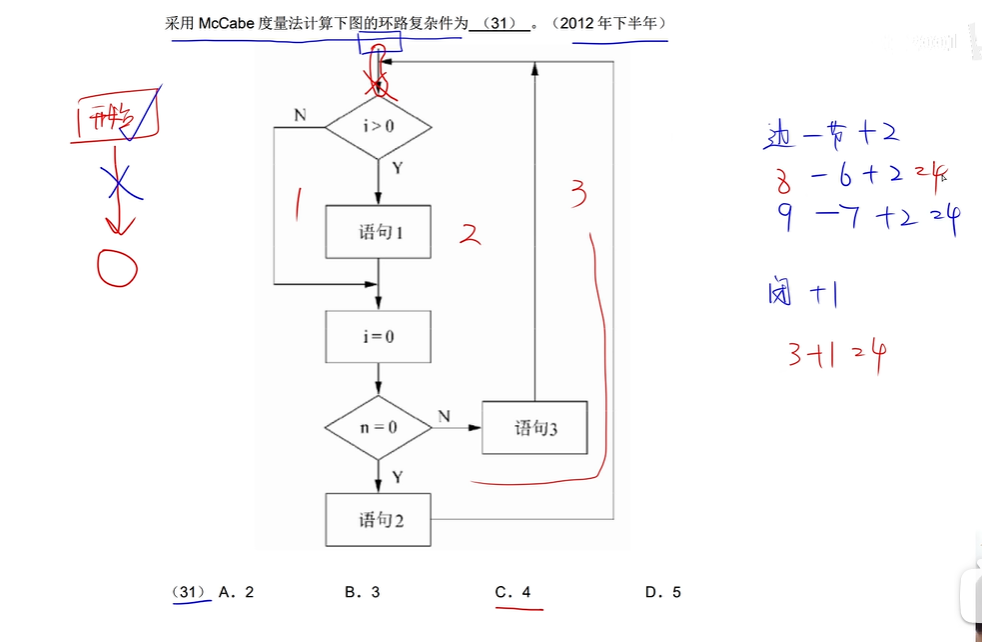 采用 McCabe 度量法计算下图的环路复杂件为 （31） 。（2012 年下半年）
开始
N
i>0
Y
边 - 节 + 2
8 - 6 + 2 = 4
9 - 7 + 2 = 4
1
语句1
2
3
闭 + 1
i=0
3+1=4
n=0
N
语句3
Y
语句2
（31） A．2 B．3 C．4 D．5